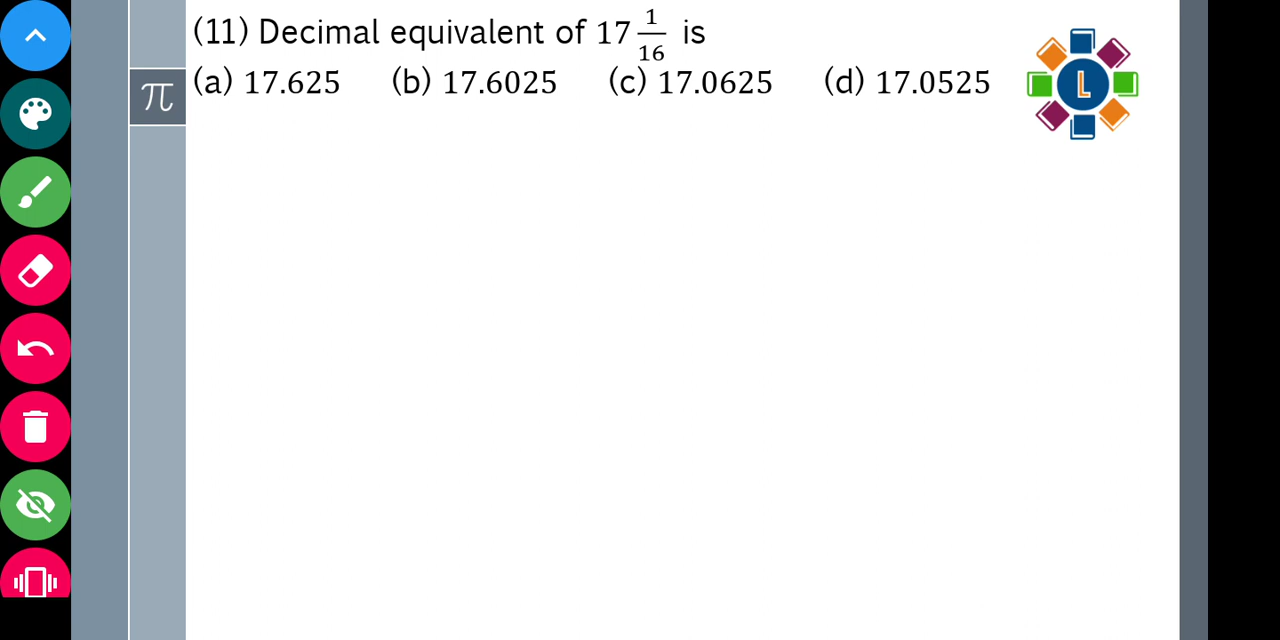 (11) Decimal equivalent of 17 1/16 is
(a) 17.625 (b) 17.6025 (c) 17.0625 (d) 17.0525
π
L